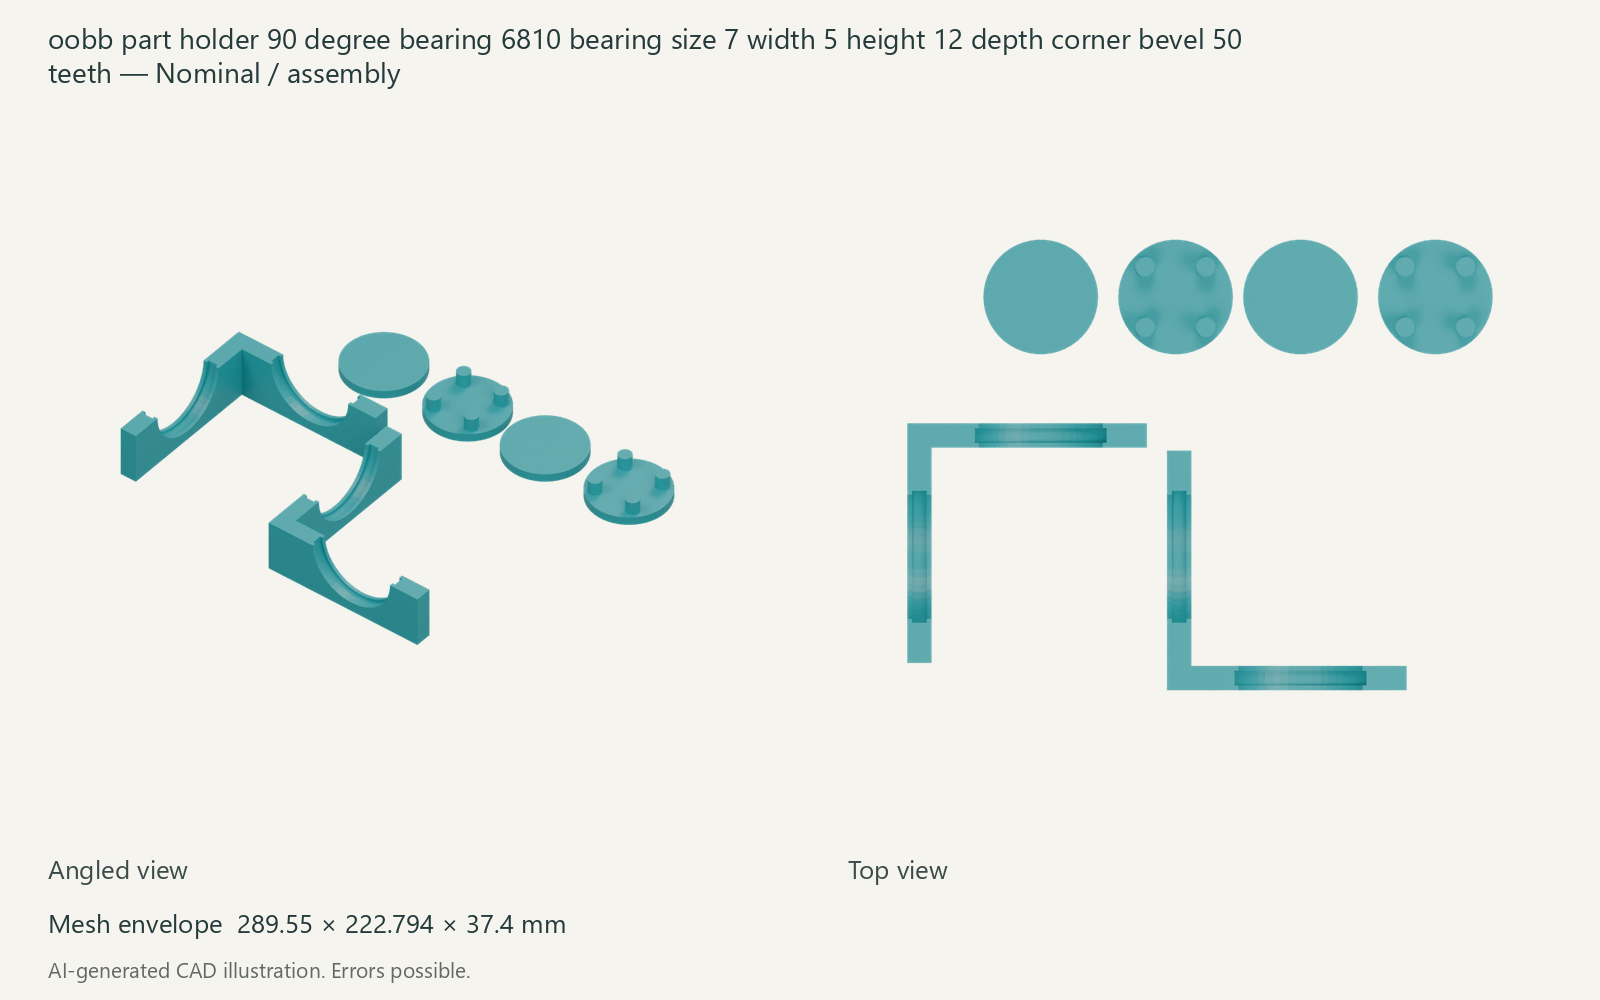 oobb part holder 90 degree bearing 6810 bearing size 7 width 5 height 12 depth corner bevel 50
teeth — Nominal / assembly
Angled view
Top view
Mesh envelope  289.55 × 222.794 × 37.4 mm
AI-generated CAD illustration. Errors possible.